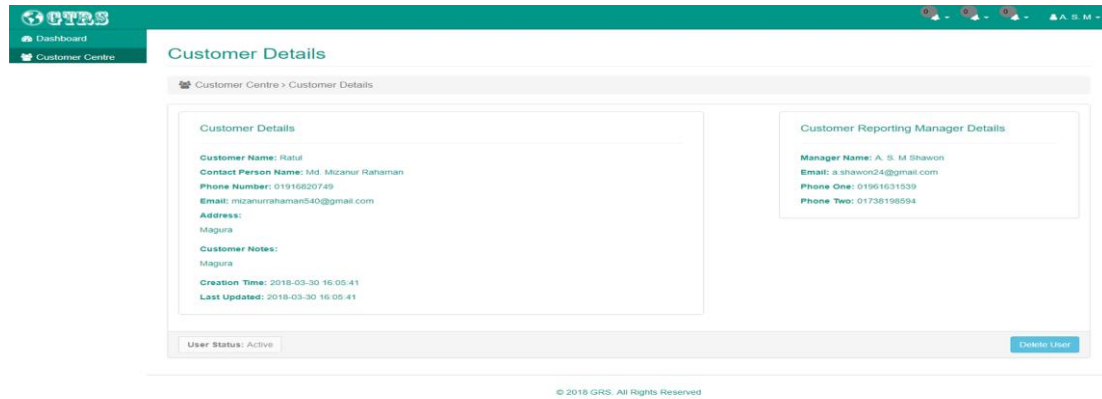 GTRS
0 0 0 A. S. M
Dashboard
Customer Centre
Customer Details
Customer Centre > Customer Details
Customer Details
Customer Name: Ratul
Contact Person Name: Md. Mizanur Rahaman
Phone Number: 01916820749
Email: mizanurrahaman540@gmail.com
Address:
Magura
Customer Notes:
Magura
Creation Time: 2018-03-30 16:05:41
Last Updated: 2018-03-30 16:05:41
Customer Reporting Manager Details
Manager Name: A. S. M Shawon
Email: a.shawon24@gmail.com
Phone One: 01961631539
Phone Two: 01738198594
User Status: Active
Delete User
© 2018 GRS. All Rights Reserved